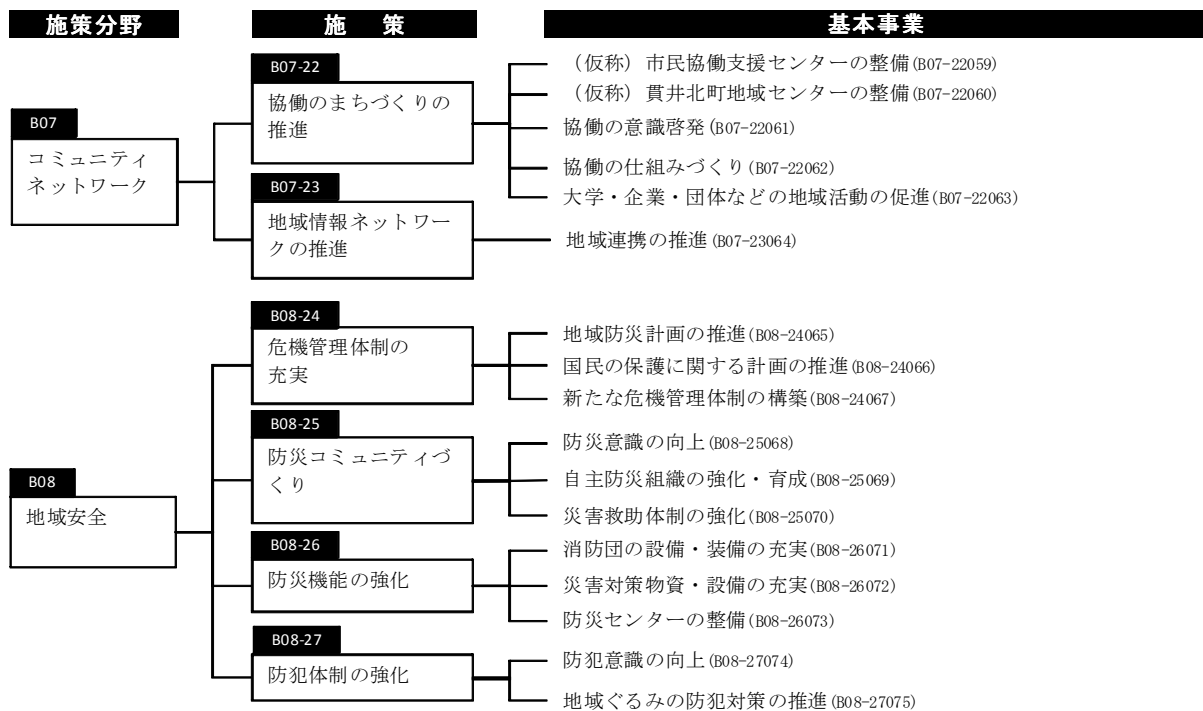 施策分野
施　策
基本事業
B07
コミュニティ
ネットワーク
B07-22
協働のまちづくりの
推進
（仮称）市民協働支援センターの整備(B07-22059)
（仮称）貫井北町地域センターの整備(B07-22060)
協働の意識啓発(B07-22061)
協働の仕組みづくり(B07-22062)
大学・企業・団体などの地域活動の促進(B07-22063)
B07-23
地域情報ネットワー
クの推進
地域連携の推進(B07-23064)
B08
地域安全
B08-24
危機管理体制の
充実
地域防災計画の推進(B08-24065)
国民の保護に関する計画の推進(B08-24066)
新たな危機管理体制の構築(B08-24067)
B08-25
防災コミュニティづ
くり
防災意識の向上(B08-25068)
自主防災組織の強化・育成(B08-25069)
災害救助体制の強化(B08-25070)
B08-26
防災機能の強化
消防団の設備・装備の充実(B08-26071)
災害対策物資・設備の充実(B08-26072)
防災センターの整備(B08-26073)
B08-27
防犯体制の強化
防犯意識の向上(B08-27074)
地域ぐるみの防犯対策の推進(B08-27075)